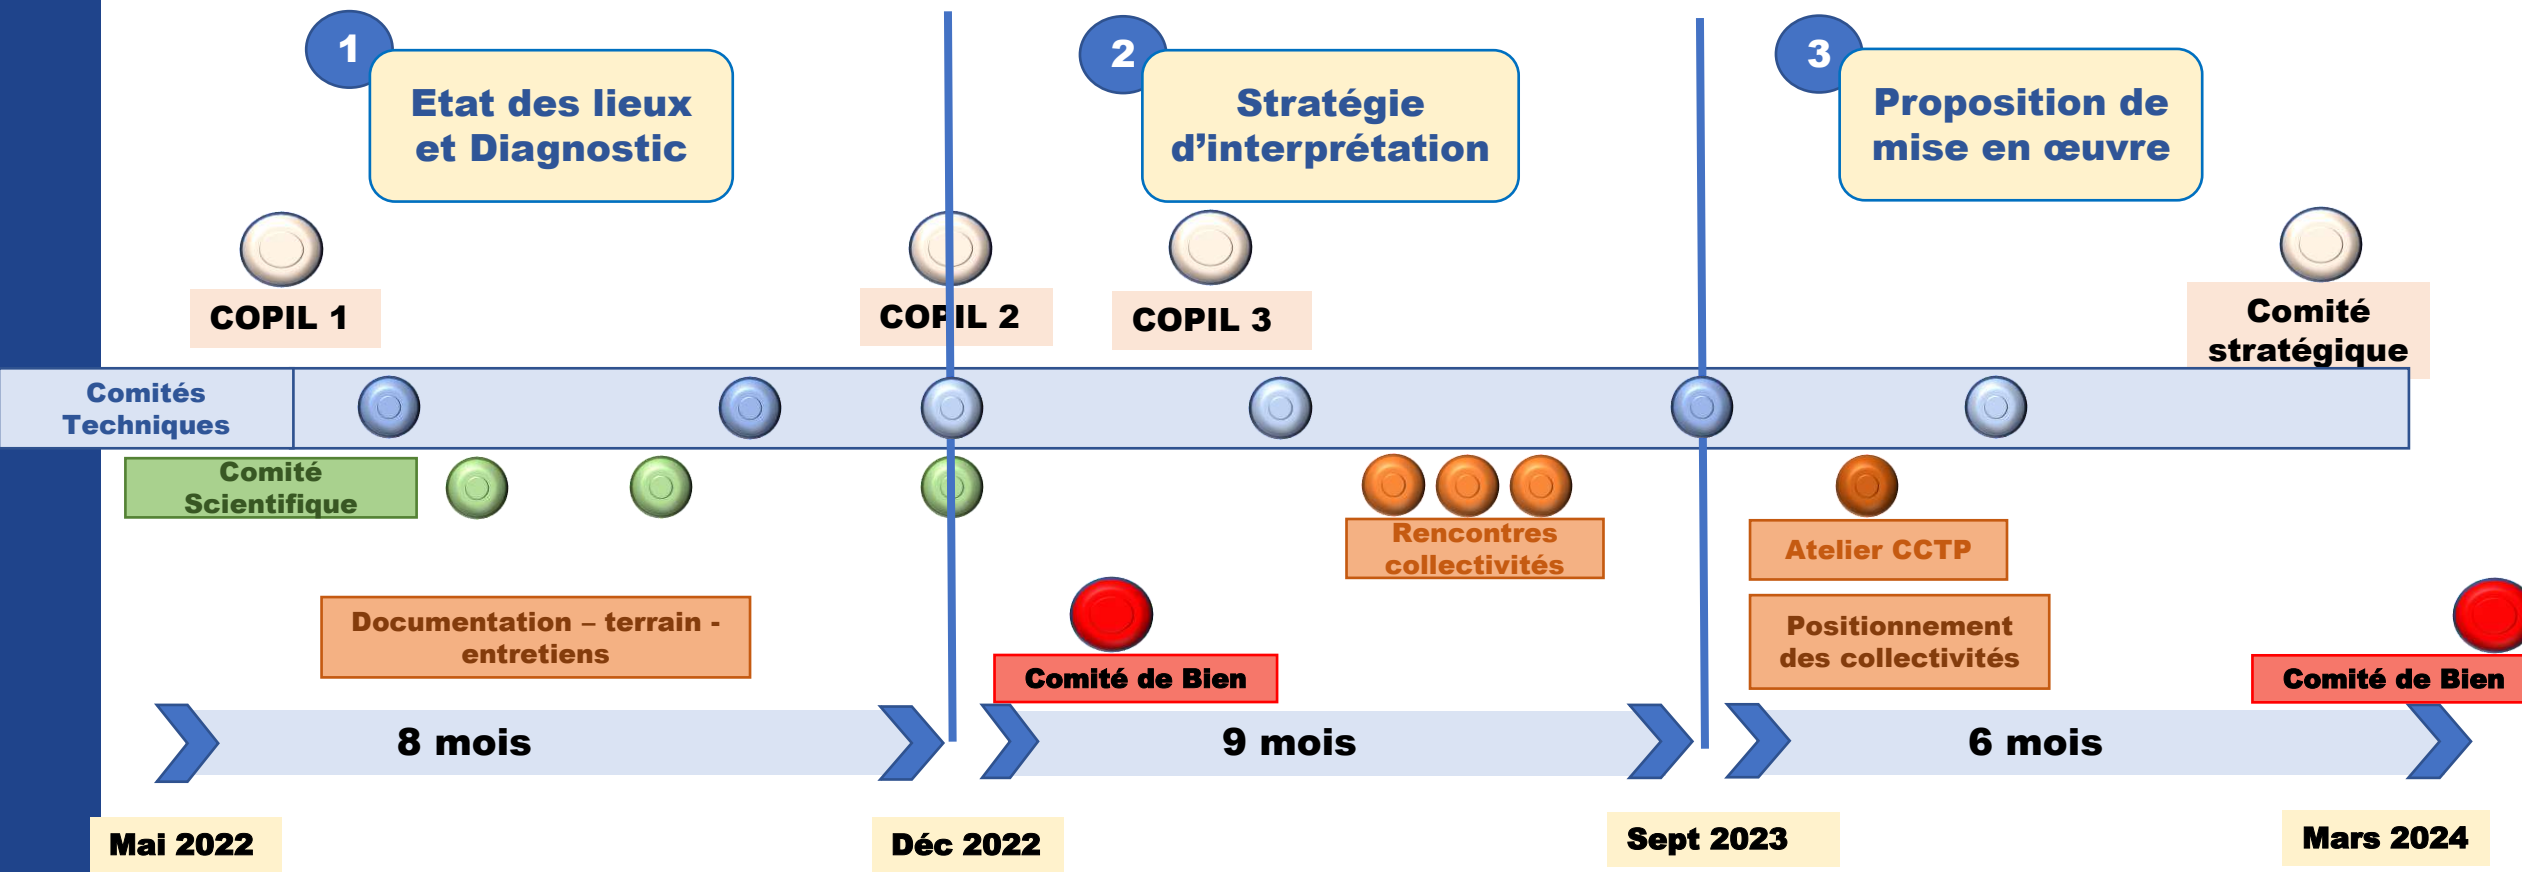 1
Etat des lieux
et Diagnostic
2
Stratégie
d’interprétation
3
Proposition de
mise en œuvre
COPIL 1
COPIL 2
COPIL 3
Comité
stratégique
Comités
Techniques
Comité
Scientifique
Rencontres
collectivités
Atelier CCTP
Documentation – terrain -
entretiens
Positionnement
des collectivités
Comité de Bien
Comité de Bien
8 mois
9 mois
6 mois
Mai 2022
Déc 2022
Sept 2023
Mars 2024